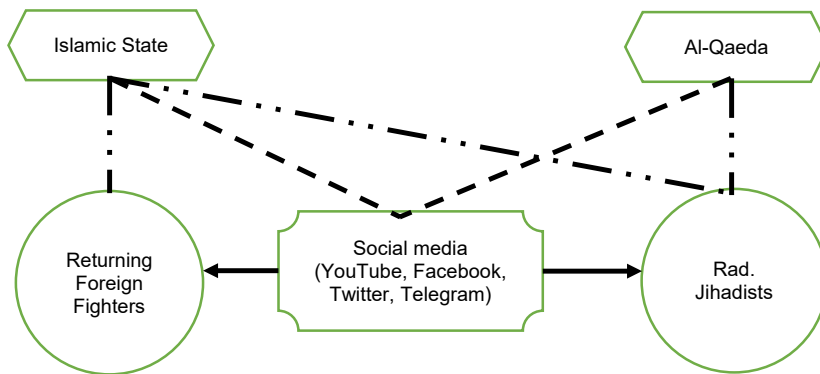 Islamic State
Al-Qaeda
Returning
Foreign
Fighters
Social media
(YouTube, Facebook,
Twitter, Telegram)
Rad.
Jihadists